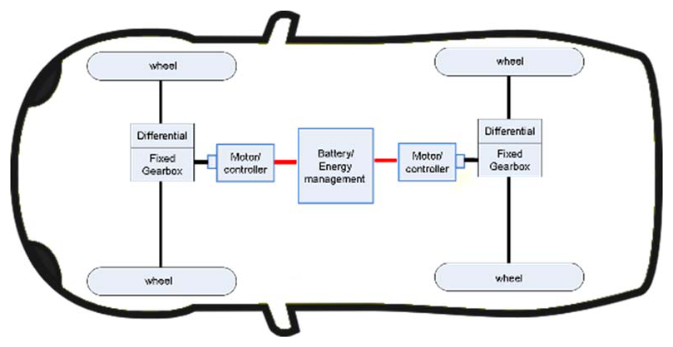 wheel
wheel
Differential
Fixed
Gearbox
Motor/
controller
Battery/
Energy
management
Motor/
controller
Differential
Fixed
Gearbox
wheel
wheel